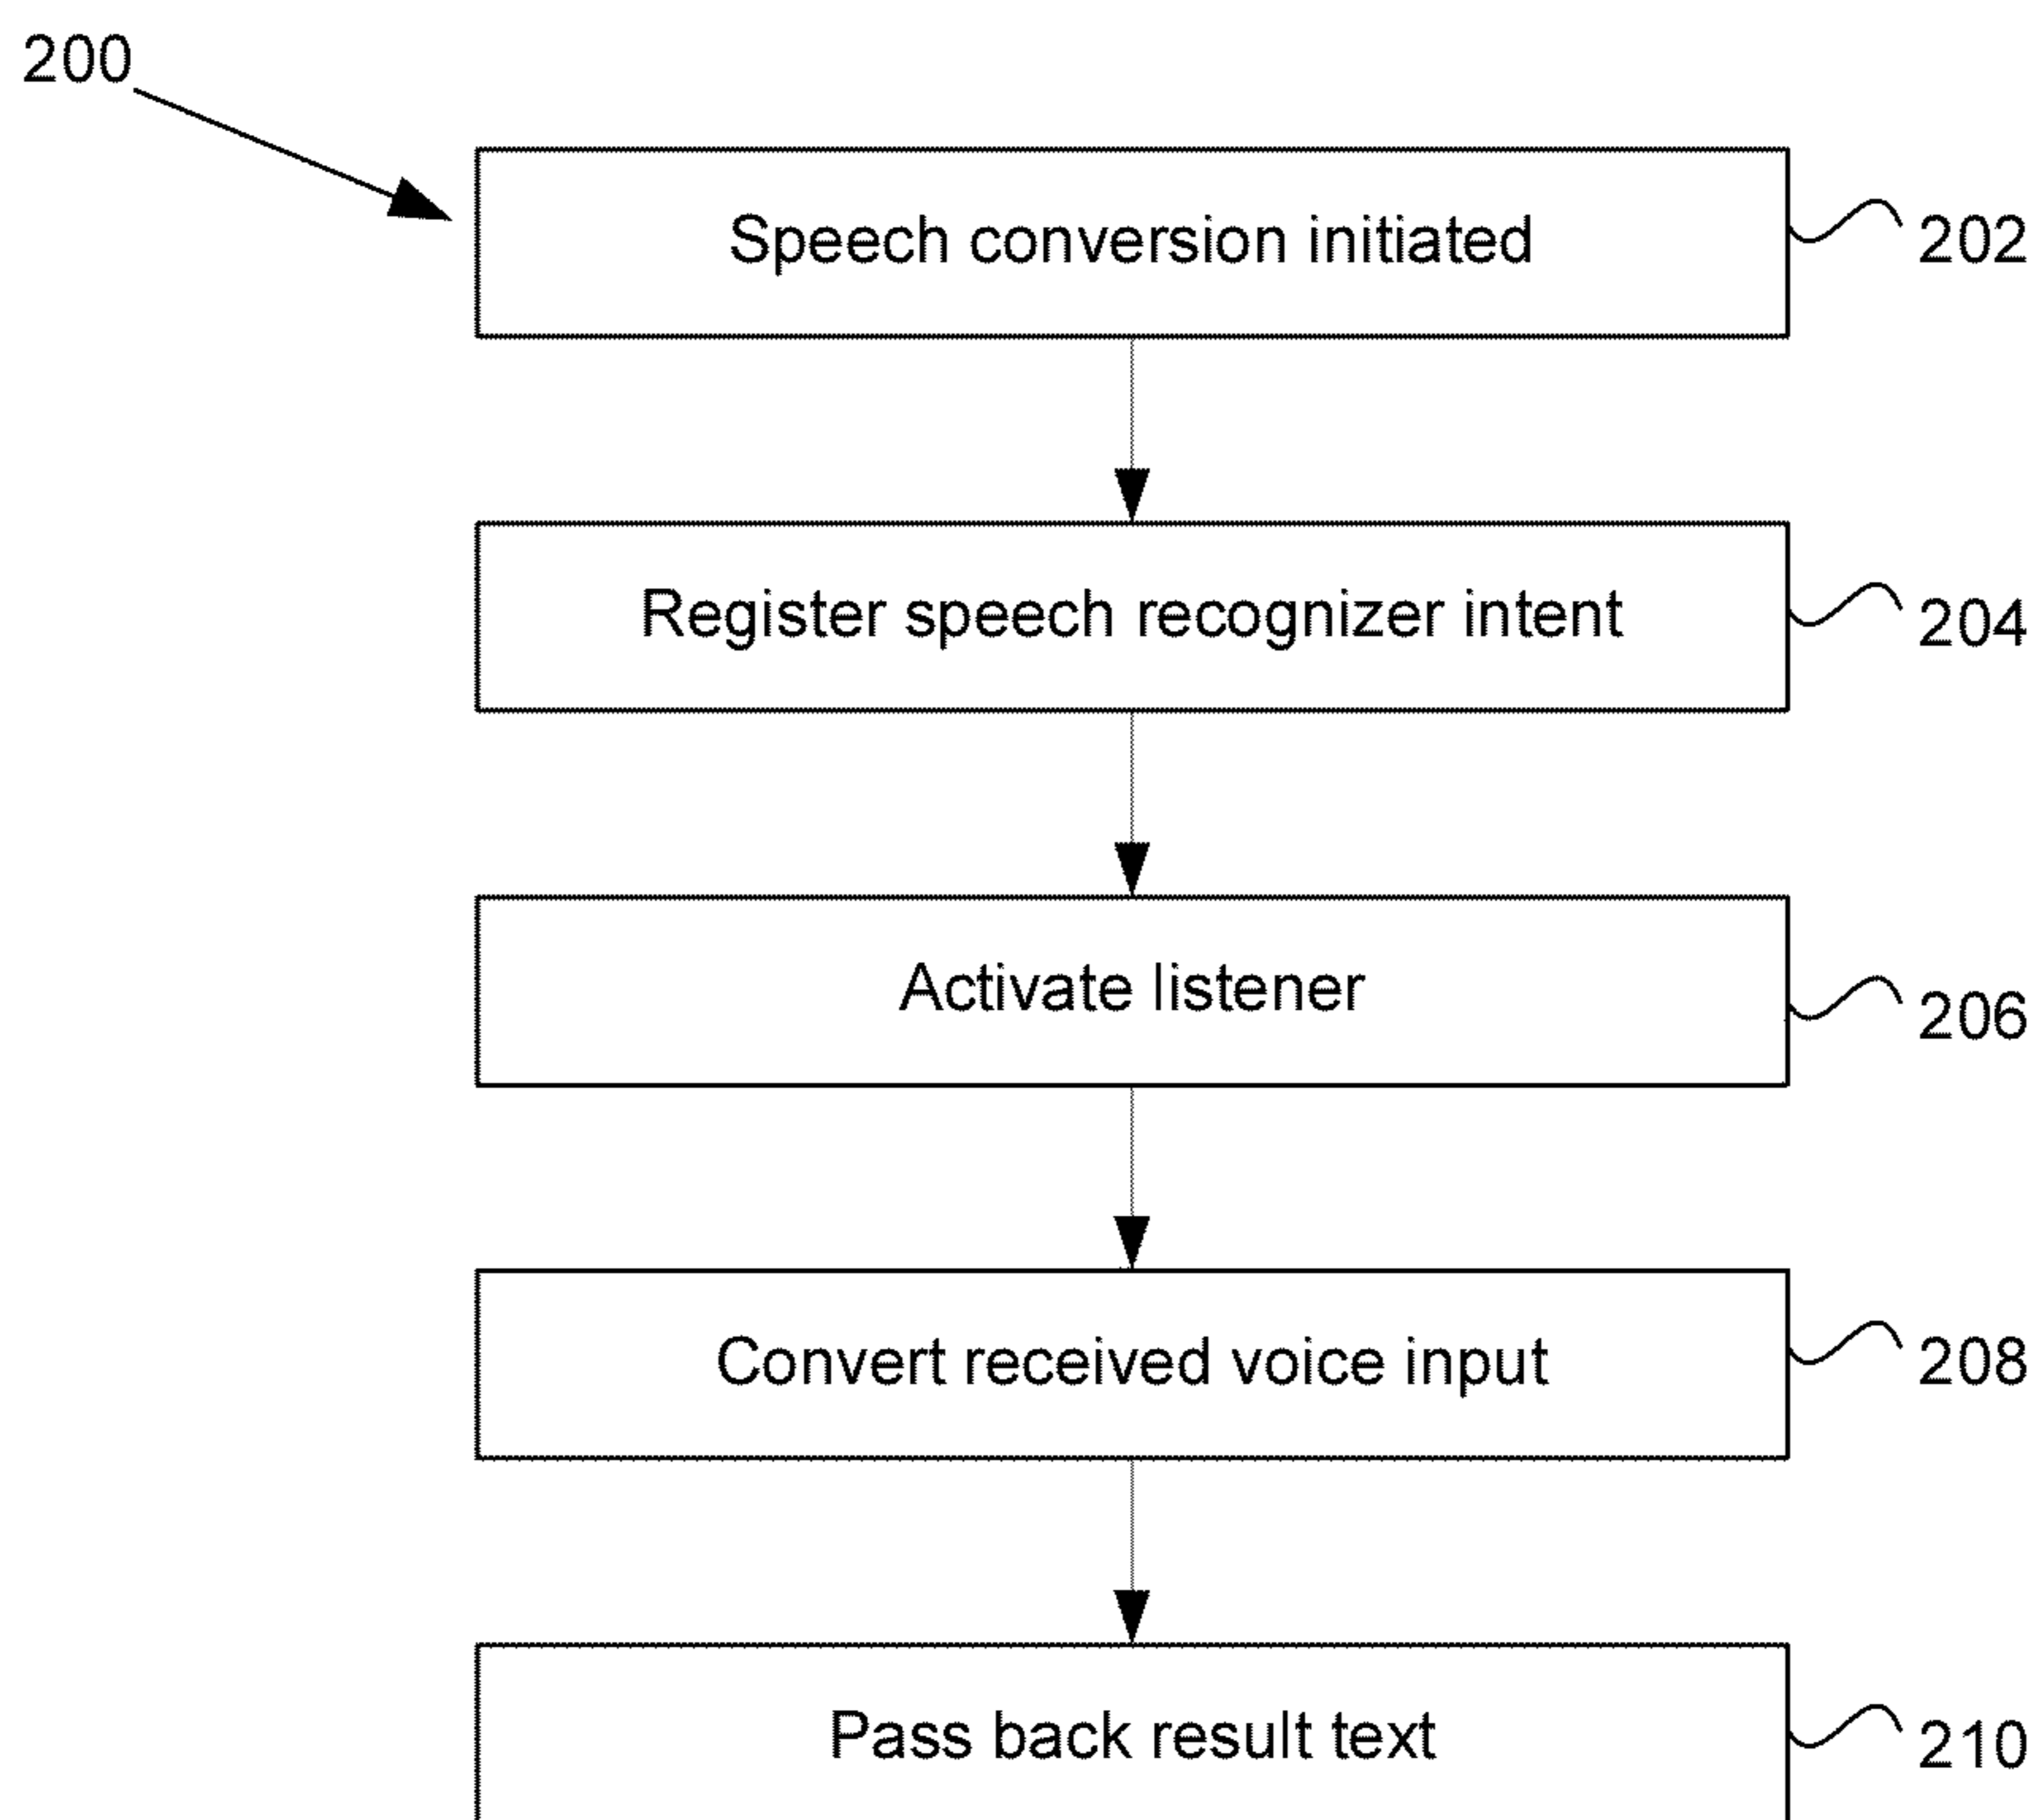 200
Speech conversion initiated
202
Register speech recognizer intent
204
Activate listener
206
Convert received voice input
208
Pass back result text
210